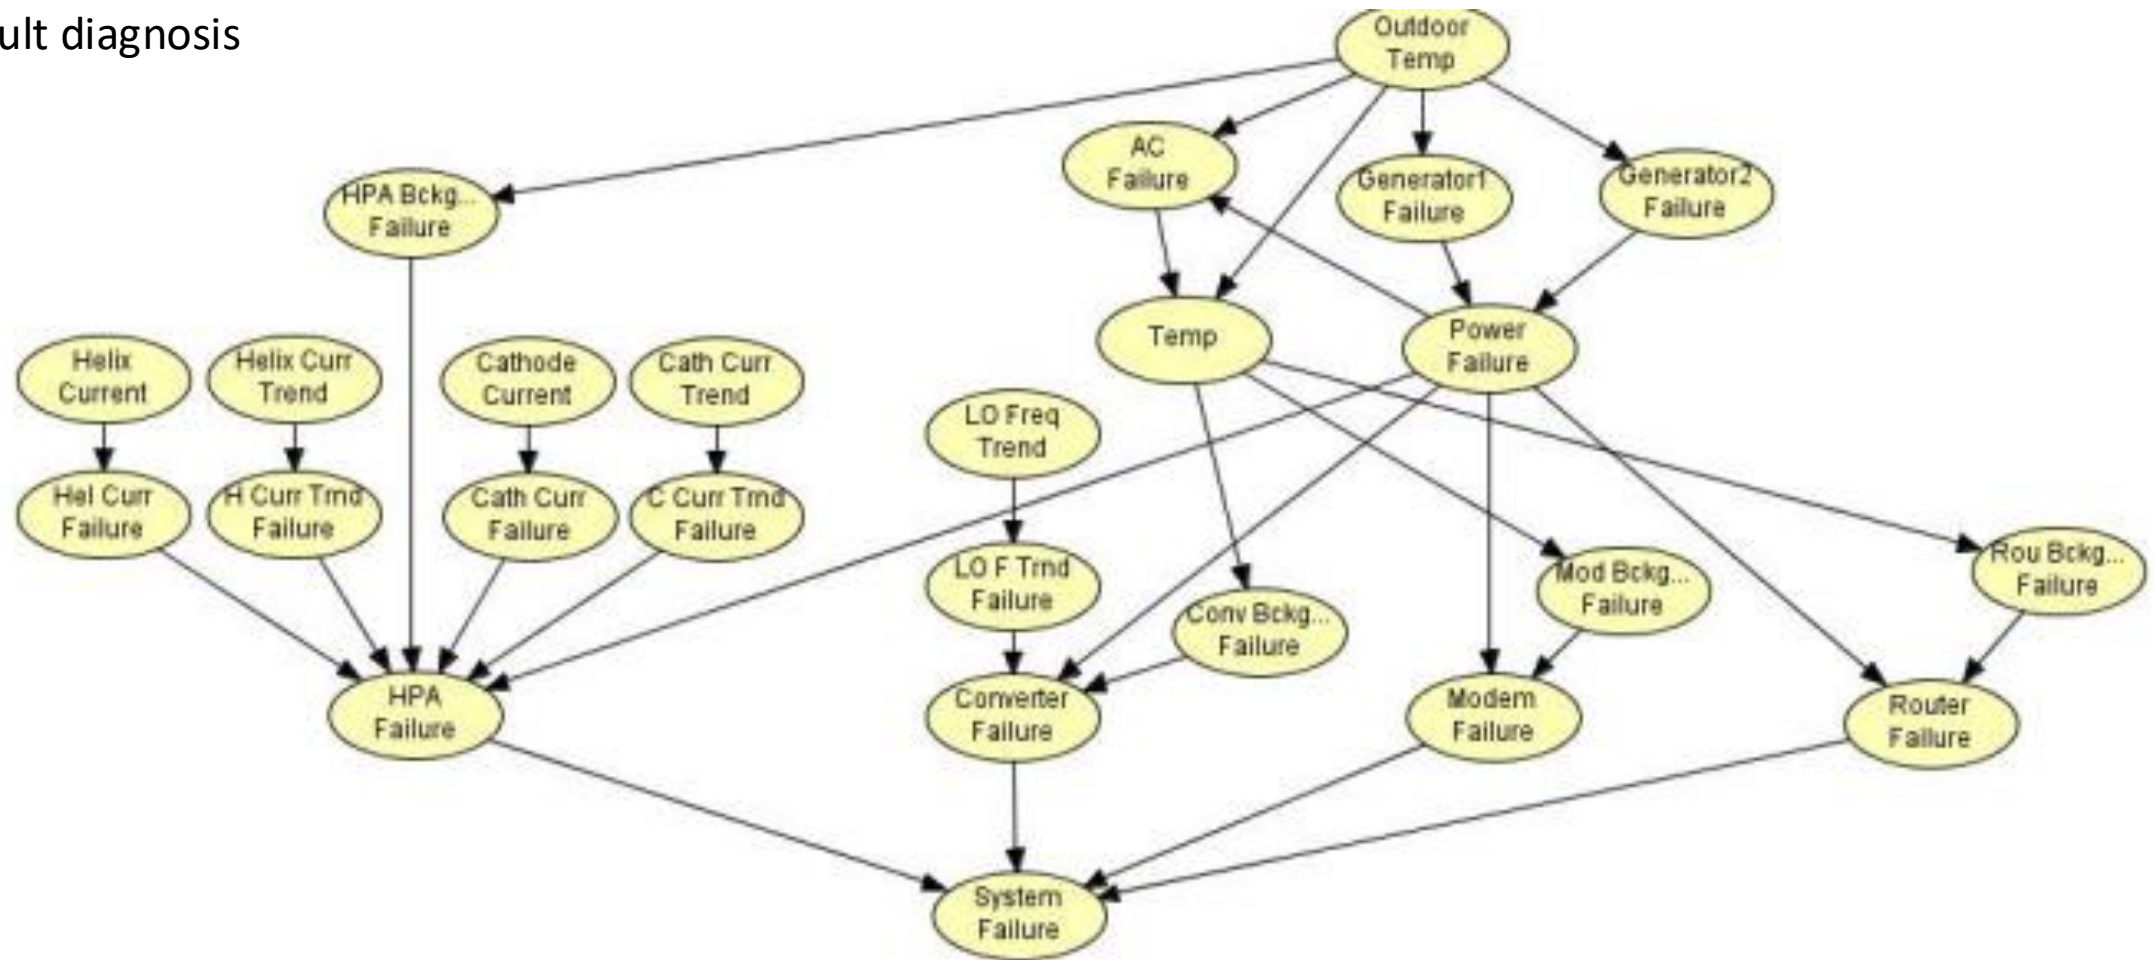 ult diagnosis
Outdoor
Temp
AC
Failure
Generator1
Failure
Generator2
Failure
HPA Bckg...
Failure
Temp
Power
Failure
Helix
Current
Helix Curr
Trend
Cathode
Current
Cath Curr
Trend
LO Freq
Trend
Hel Curr
Failure
H Curr Trnd
Failure
Cath Curr
Failure
C Curr Trnd
Failure
LO F Trnd
Failure
Conv Bckg...
Failure
Mod Bckg...
Failure
Rou Bckg...
Failure
HPA
Failure
Converter
Failure
Modem
Failure
Router
Failure
System
Failure